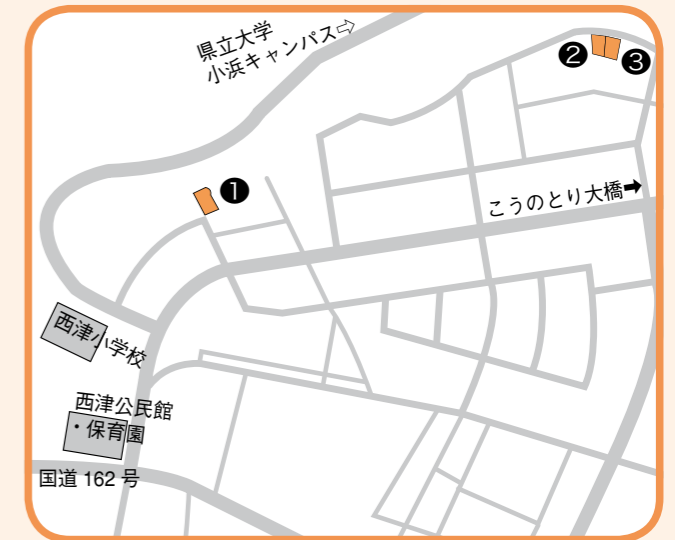 県立大学
小浜キャンパス⇨
❷
❸
❶
こうのとり大橋➡
西津小学校
西津公民館
・保育園
国道 162 号